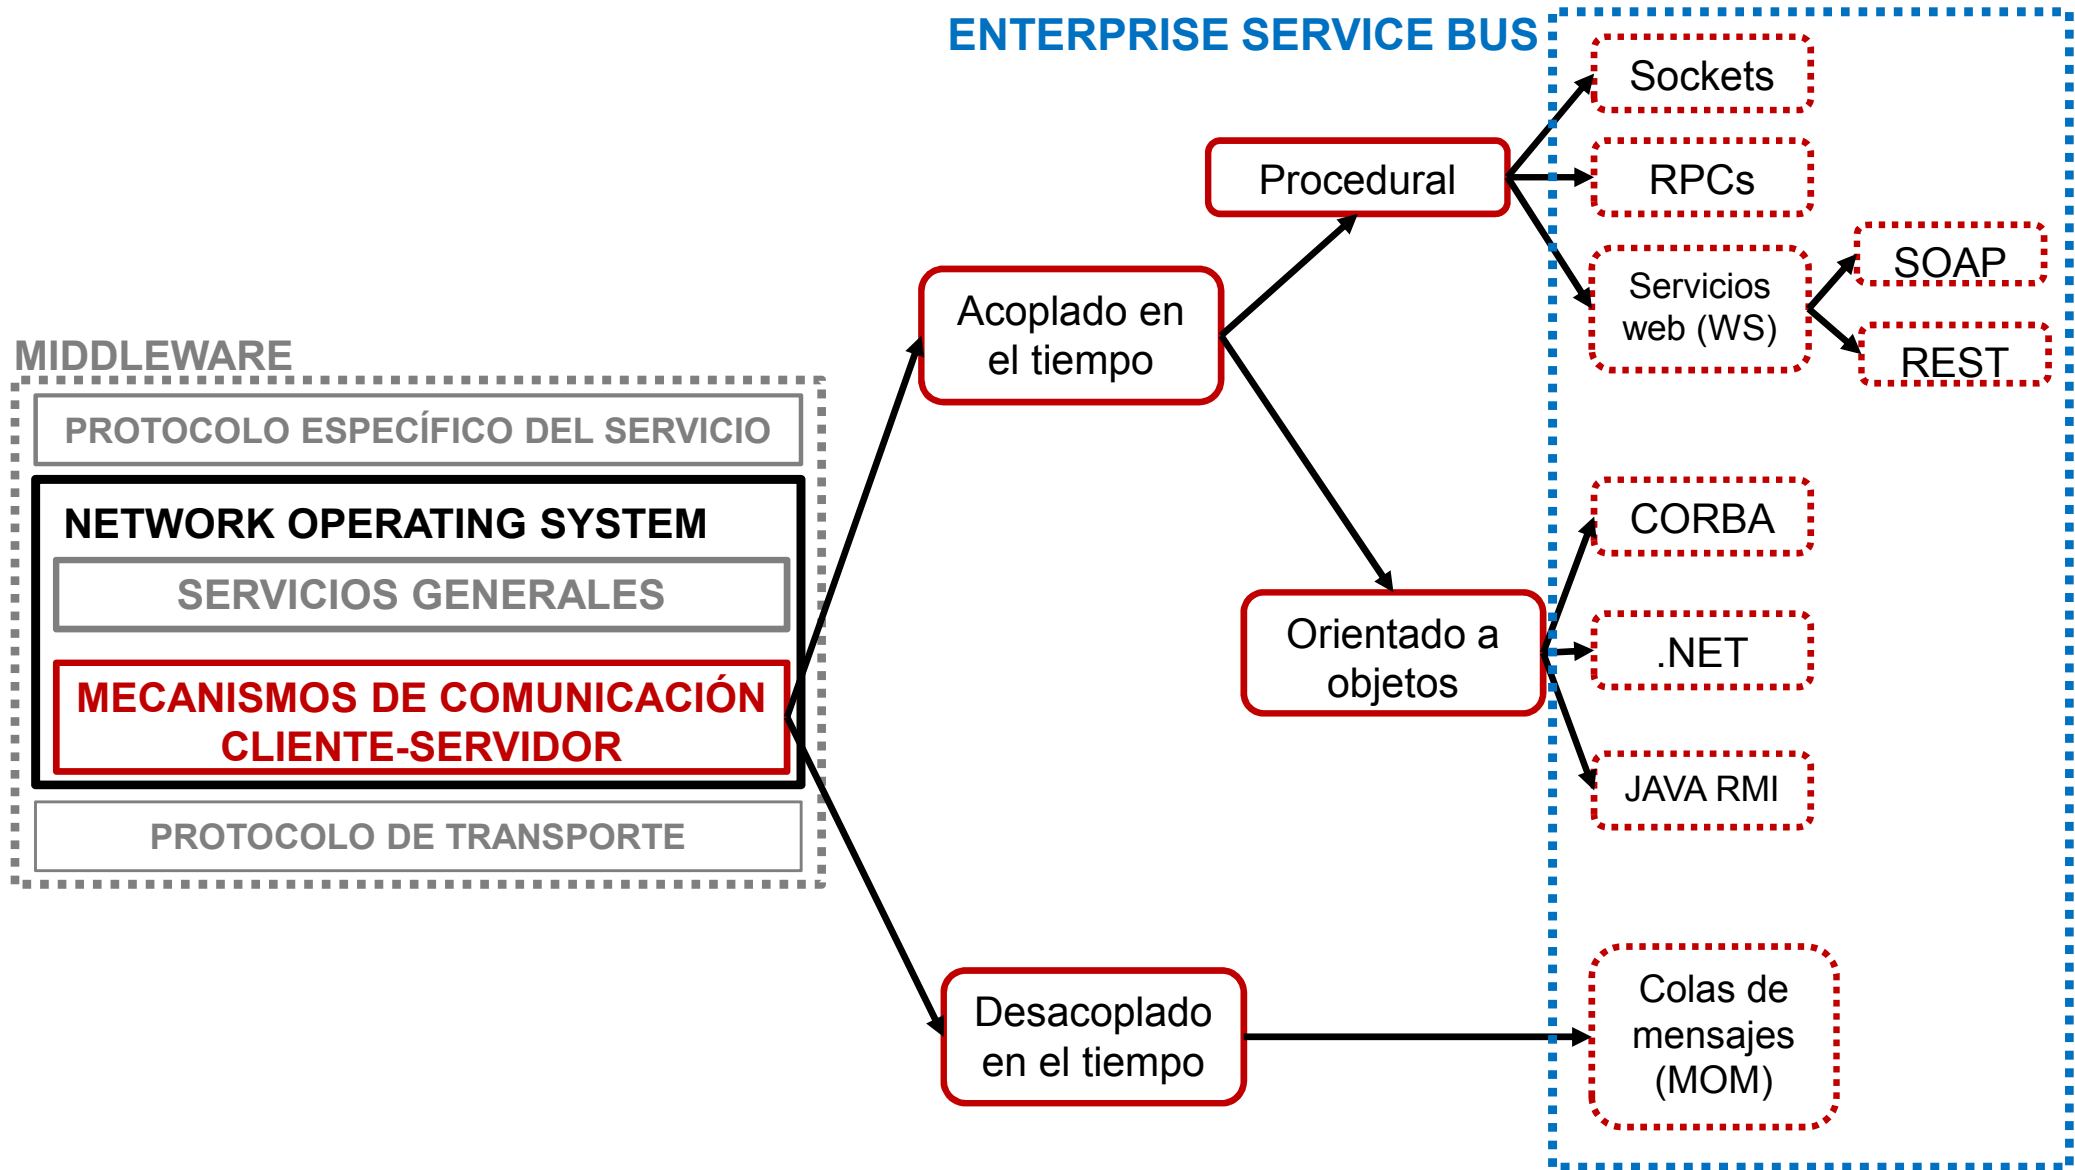 ENTERPRISE SERVICE BUS
Sockets
Procedural
RPCs
Servicios
web (WS)
SOAP
REST
Acoplado en
el tiempo
MIDDLEWARE
PROTOCOLO ESPECÍFICO DEL SERVICIO
NETWORK OPERATING SYSTEM
SERVICIOS GENERALES
MECANISMOS DE COMUNICACIÓN
CLIENTE-SERVIDOR
PROTOCOLO DE TRANSPORTE
CORBA
Orientado a
objetos
.NET
JAVA RMI
Desacoplado
en el tiempo
Colas de
mensajes
(MOM)